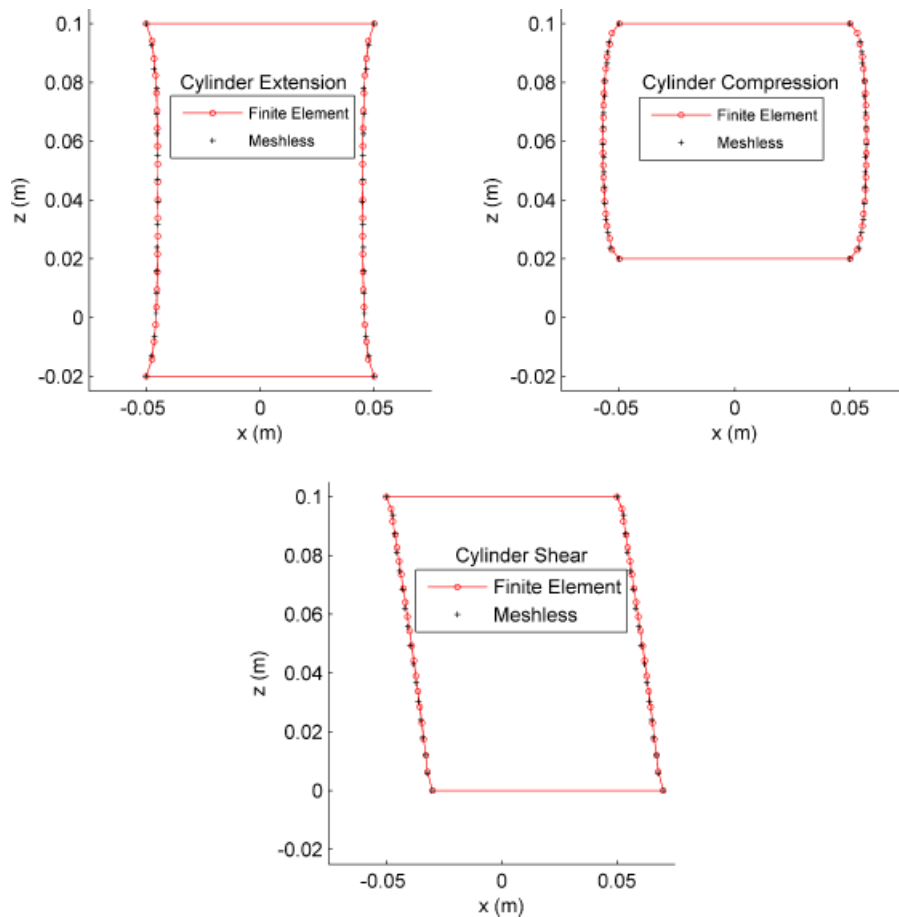 0.1
0.08
0.06
0.04
0.02
0
-0.02
z (m)
Cylinder Extension
Finite Element
Meshless
-0.05 0 0.05
x (m)
0.1
0.08
0.06
0.04
0.02
0
-0.02
z (m)
Cylinder Compression
Finite Element
Meshless
-0.05 0 0.05
x (m)
0.1
0.08
0.06
0.04
0.02
0
-0.02
z (m)
Cylinder Shear
Finite Element
Meshless
-0.05 0 0.05
x (m)